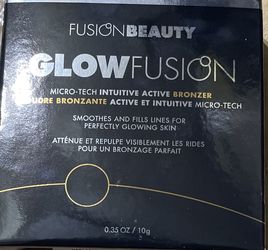 FUSIONBEAUTY
GLOWFUSION
MICRO-TECH INTUITIVE ACTIVE BRONZER
POUDRE BRONZANTE ACTIVE ET INTUITIVE MICRO-TECH
SMOOTHES AND FILLS LINES FOR
PERFECTLY GLOWING SKIN
ATTÉNUE ET REPULPE VISIBLEMENT LES RIDES
POUR UN BRONZAGE PARFAIT
0.35 OZ / 10g